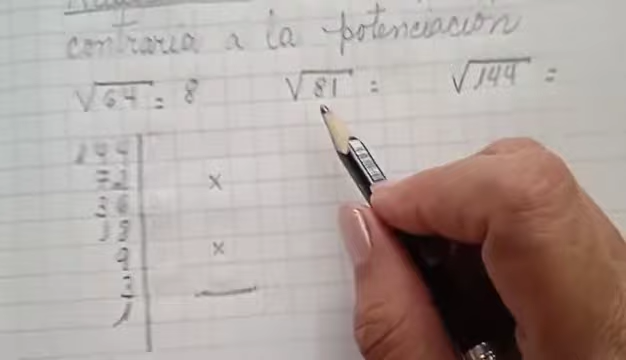 contraria a la potenciación
√64 = 8 √81 = √144 =
144
72 x
36
18
9 x
3
1